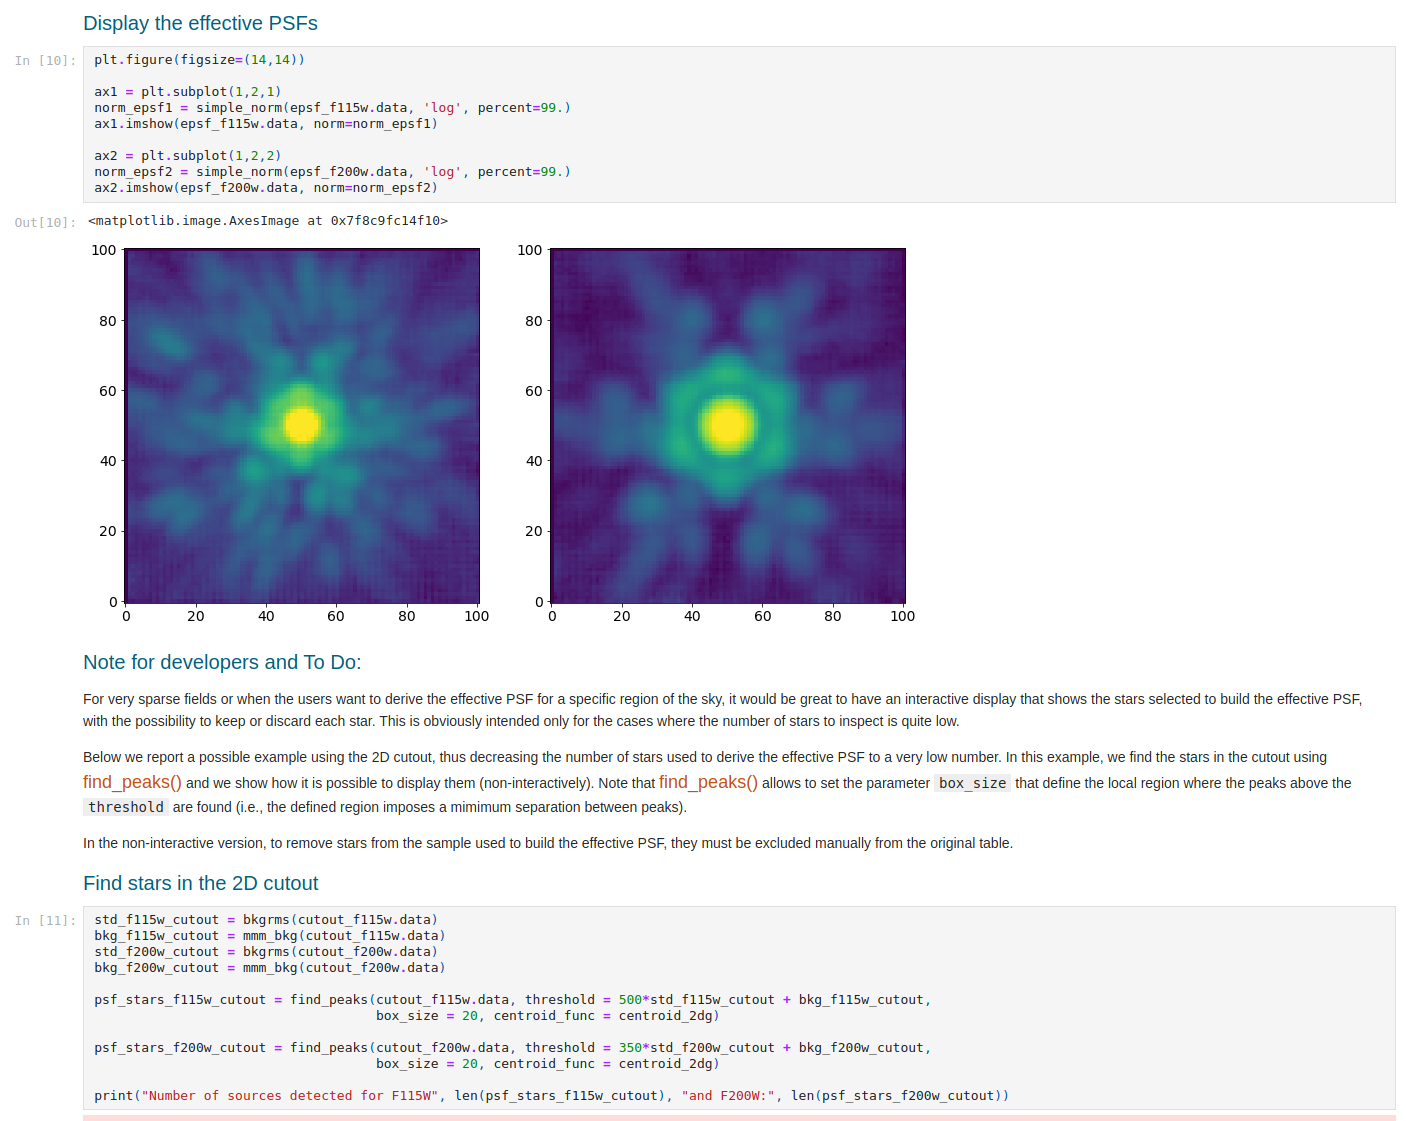 Display the effective PSFs
In [10]:
plt.figure(figsize=(14,14))
ax1 = plt.subplot(1,2,1)
norm_epsf1 = simple_norm(epsf_f115w.data, 'log', percent=99.)
ax1.imshow(epsf_f115w.data, norm=norm_epsf1)
ax2 = plt.subplot(1,2,2)
norm_epsf2 = simple_norm(epsf_f200w.data, 'log', percent=99.)
ax2.imshow(epsf_f200w.data, norm=norm_epsf2)
Out[10]:
<matplotlib.image.AxesImage at 0x7f8c9fc14f10>
100
80
60
40
20
0
0 20 40 60 80 100
100
80
60
40
20
0
0 20 40 60 80 100
Note for developers and To Do:
For very sparse fields or when the users want to derive the effective PSF for a specific region of the sky, it would be great to have an interactive display that shows the stars selected to build the effective PSF,
with the possibility to keep or discard each star. This is obviously intended only for the cases where the number of stars to inspect is quite low.
Below we report a possible example using the 2D cutout, thus decreasing the number of stars used to derive the effective PSF to a very low number. In this example, we find the stars in the cutout using
find_peaks() and we show how it is possible to display them (non-interactively). Note that find_peaks() allows to set the parameter box_size that define the local region where the peaks above the
threshold are found (i.e., the defined region imposes a mimimum separation between peaks).
In the non-interactive version, to remove stars from the sample used to build the effective PSF, they must be excluded manually from the original table.
Find stars in the 2D cutout
In [11]:
std_f115w_cutout = bkgrms(cutout_f115w.data)
bkg_f115w_cutout = mmm_bkg(cutout_f115w.data)
std_f200w_cutout = bkgrms(cutout_f200w.data)
bkg_f200w_cutout = mmm_bkg(cutout_f200w.data)
psf_stars_f115w_cutout = find_peaks(cutout_f115w.data, threshold = 500*std_f115w_cutout + bkg_f115w_cutout,
box_size = 20, centroid_func = centroid_2dg)
psf_stars_f200w_cutout = find_peaks(cutout_f200w.data, threshold = 350*std_f200w_cutout + bkg_f200w_cutout,
box_size = 20, centroid_func = centroid_2dg)
print("Number of sources detected for F115W", len(psf_stars_f115w_cutout), "and F200W:", len(psf_stars_f200w_cutout))